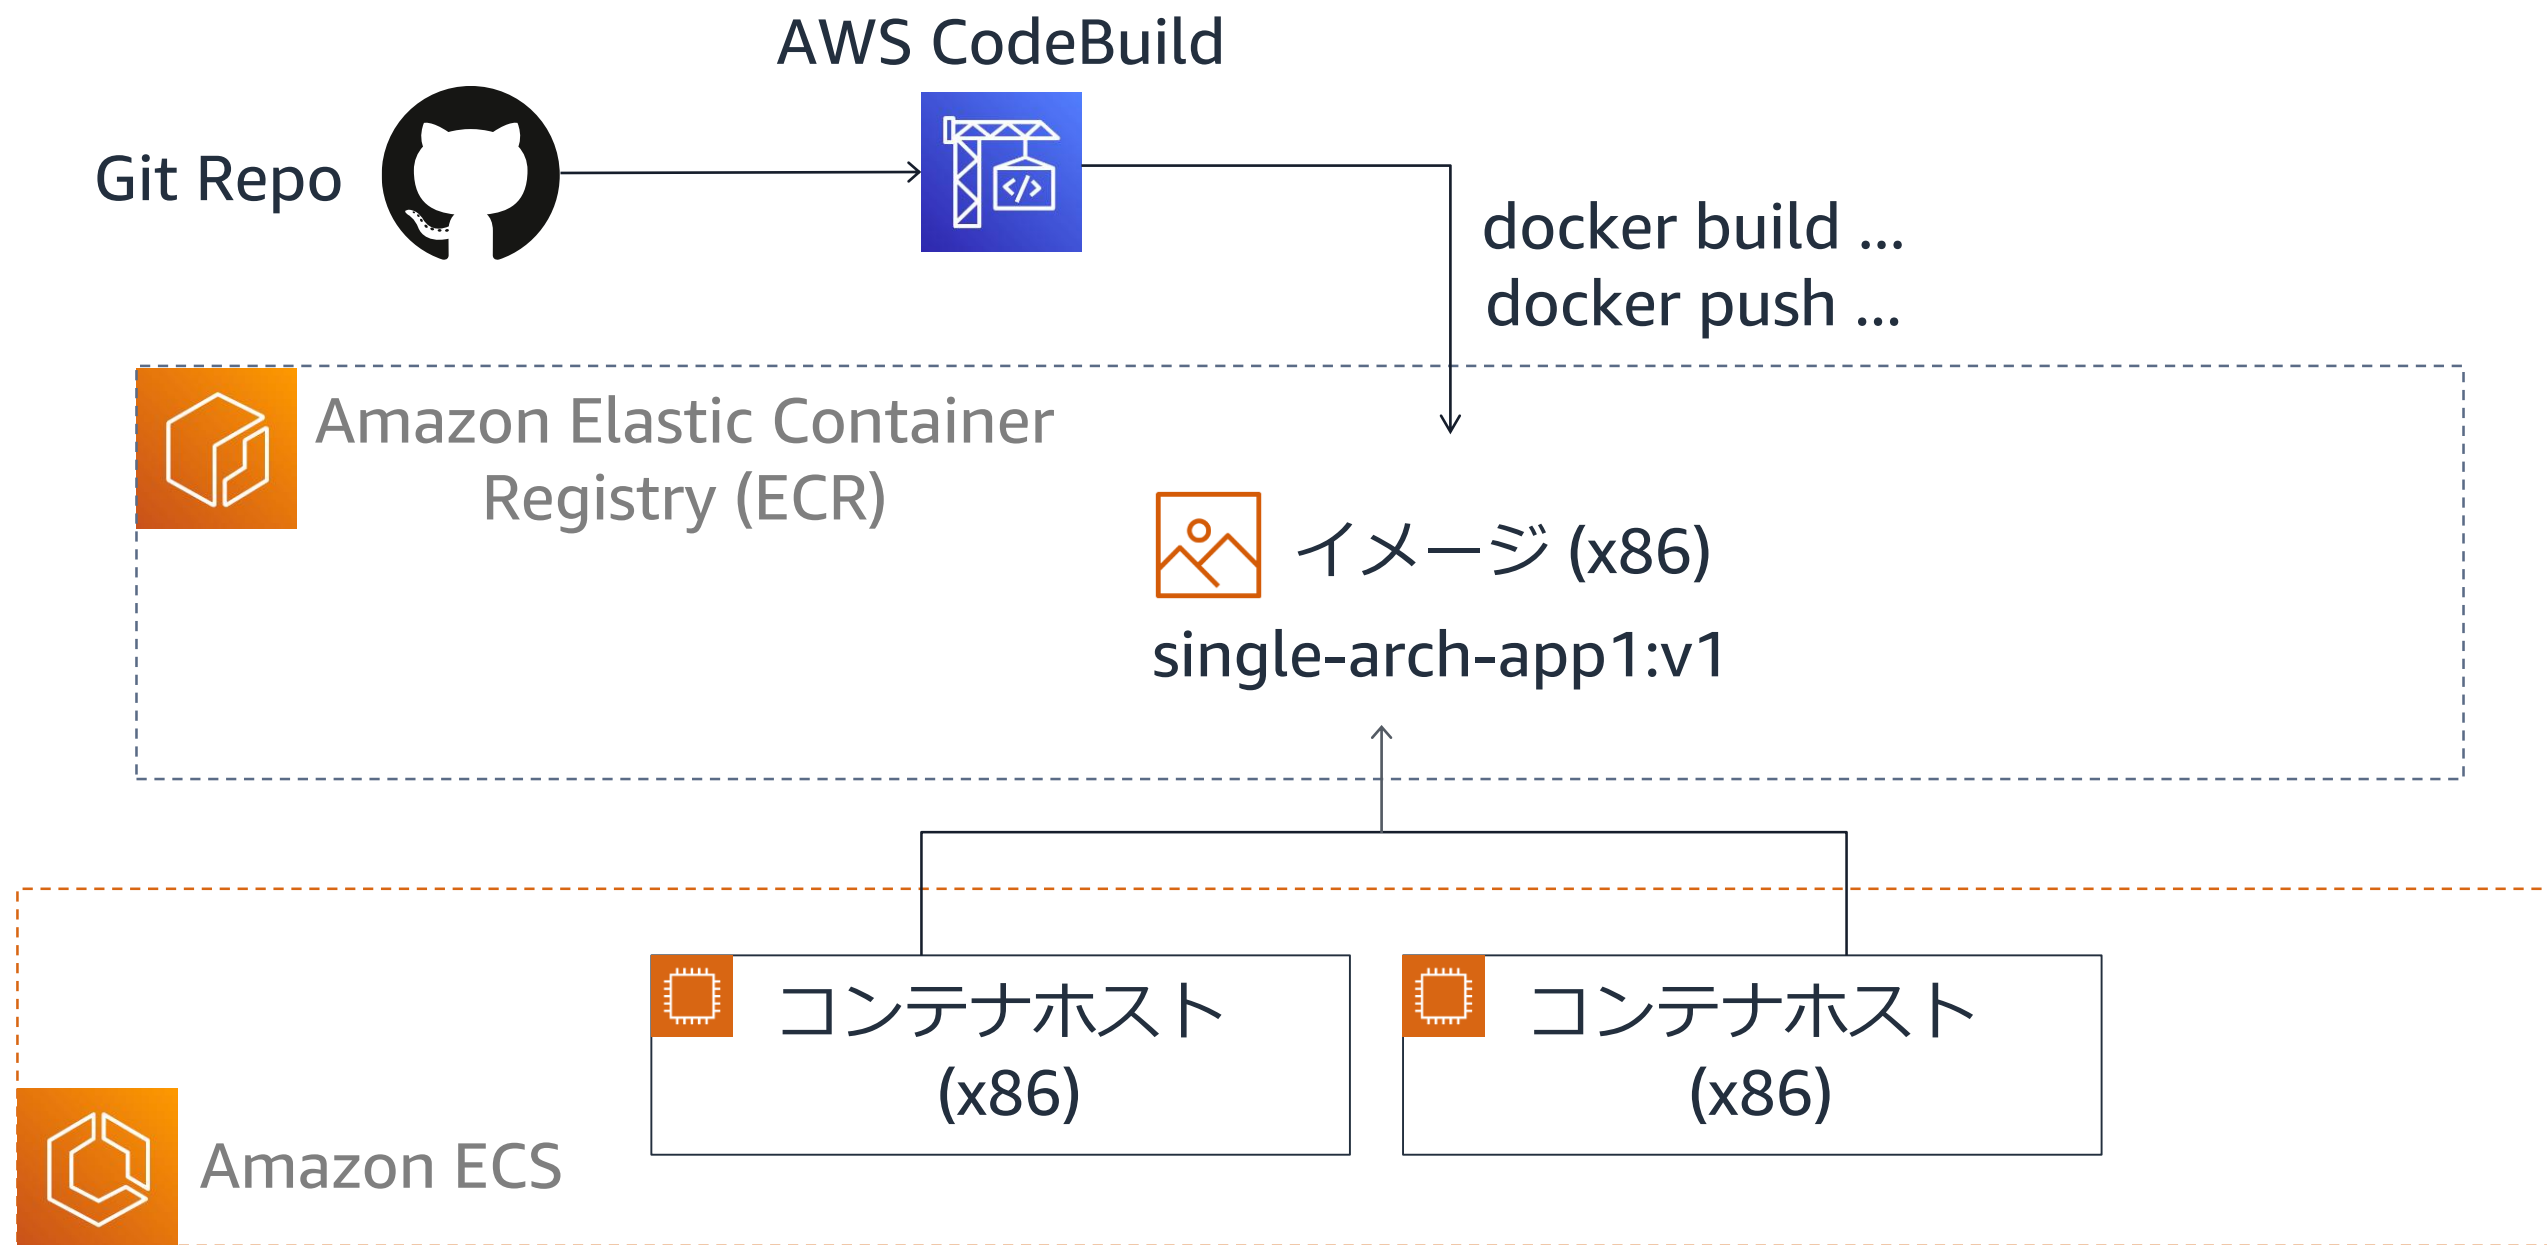 AWS CodeBuild
Git Repo
docker build ...
docker push ...
Amazon Elastic Container
Registry (ECR)
イメージ (x86)
single-arch-app1:v1
コンテナホスト
(x86)
コンテナホスト
(x86)
Amazon ECS